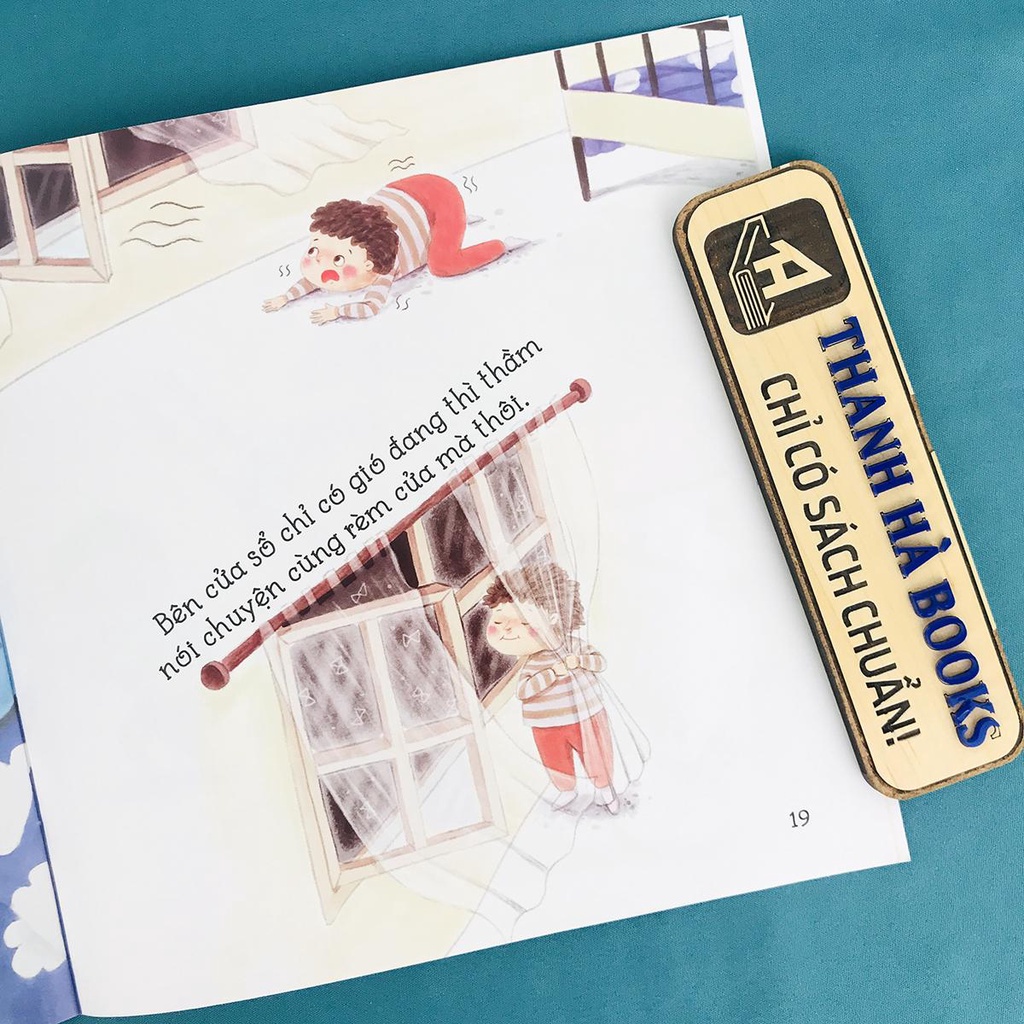 Bên cửa sổ chỉ có gió đang thì thầm
nói chuyện cùng rèm cửa mà thôi.
19
THANH HÀ BOOKS
CHỈ CÓ SÁCH CHUẨN!